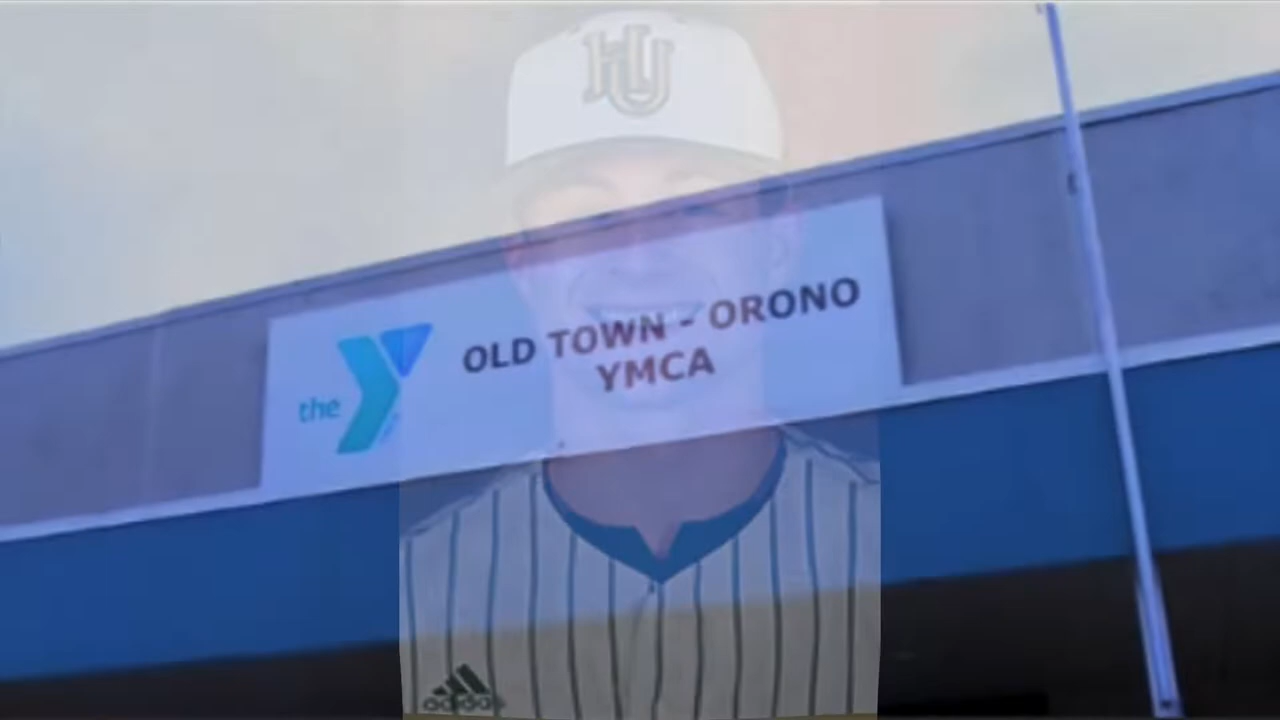 HU
the
OLD TOWN - ORONO
YMCA
adidas